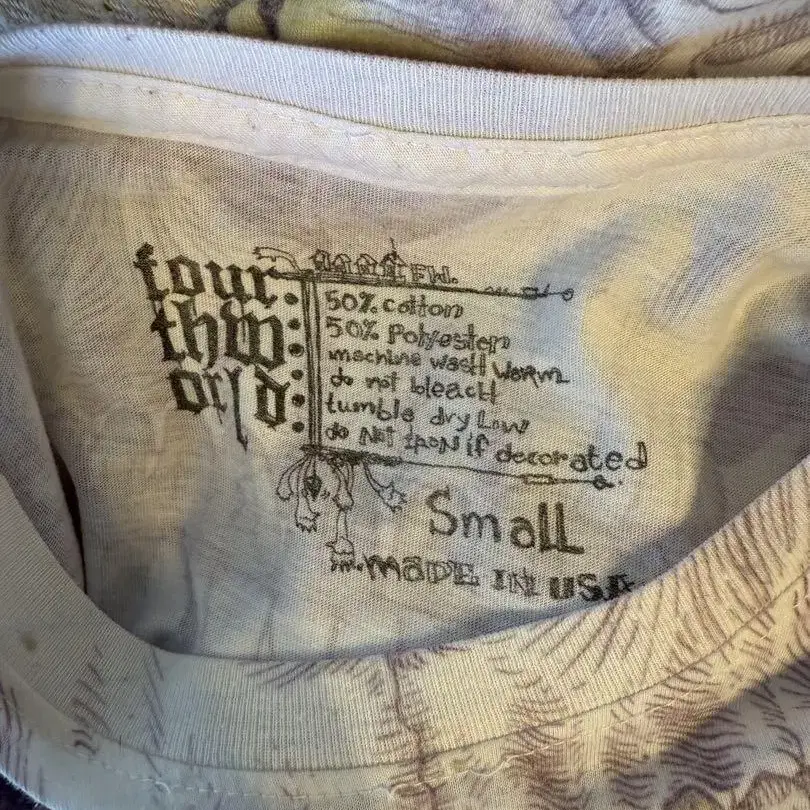 four.
thw:
orld:
FW.
50% cotton
50% Polyester
machine wash warm
do not bleach
tumble dry Low
do Not iRoN if decorated
Small
maDE IN USA